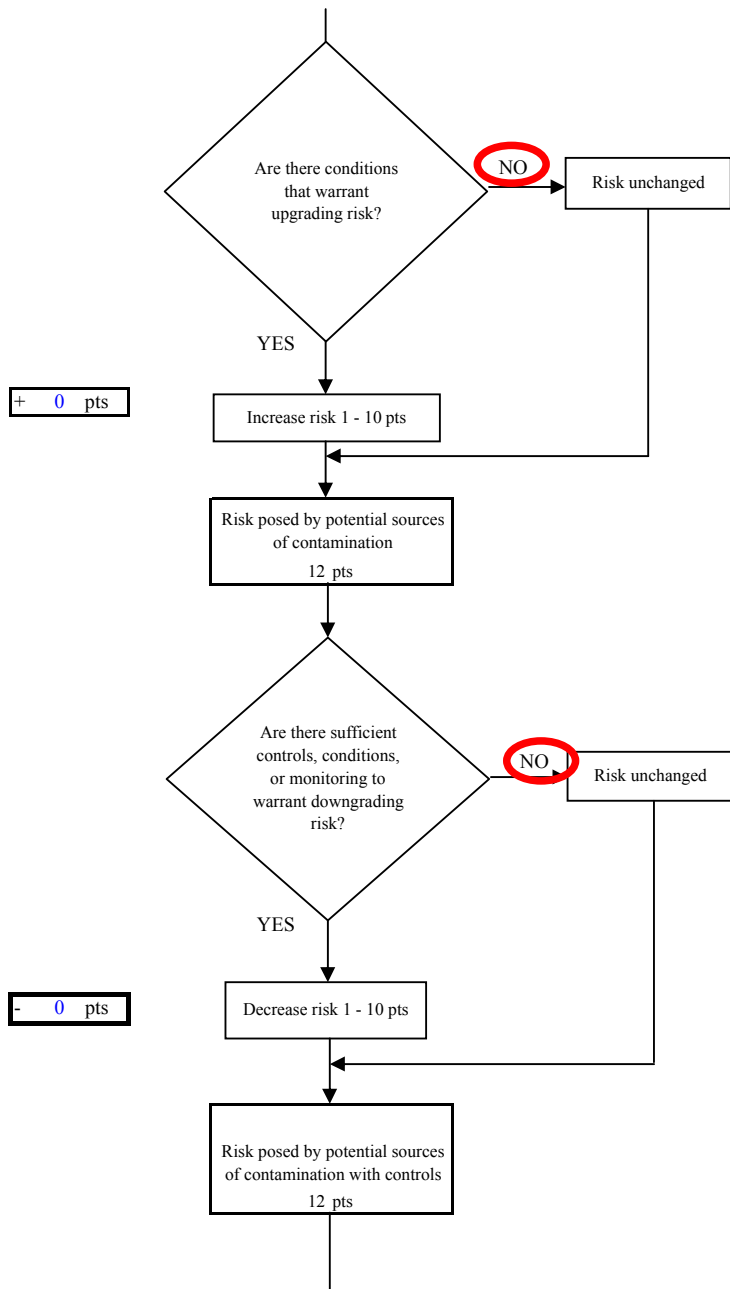 Are there conditions
that warrant
upgrading risk?
NO
Risk unchanged
YES
+ 0 pts
Increase risk 1 - 10 pts
Risk posed by potential sources
of contamination
12 pts
Are there sufficient
controls, conditions,
or monitoring to
warrant downgrading
risk?
NO
Risk unchanged
YES
- 0 pts
Decrease risk 1 - 10 pts
Risk posed by potential sources
of contamination with controls
12 pts